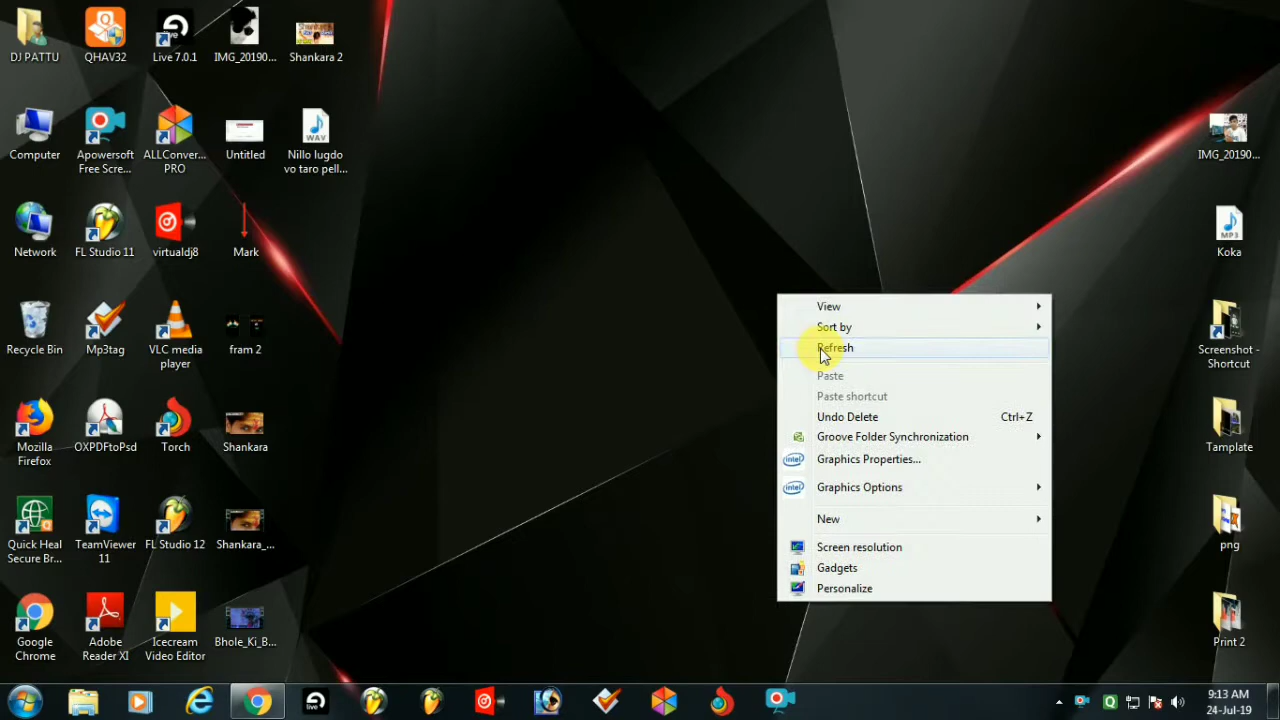 DJ PATTU
QHAV32
Live 7.0.1
IMG_20190...
Shankara 2
Computer
Apowersoft
Free Scre...
ALLConver...
PRO
Untitled
WAV
Nillo lugdo
vo taro pell...
Network
FL Studio 11
virtualdj8
Mark
Recycle Bin
Mp3tag
VLC media
player
fram 2
Mozilla
Firefox
OXPDFtoPsd
Torch
Shankara
Quick Heal
Secure Br...
TeamViewer
11
FL Studio 12
Shankara_...
Google
Chrome
Adobe
Reader XI
Icecream
Video Editor
Bhole_Ki_B...
IMG_20190...
MP3
Koka
Screenshot -
Shortcut
Tamplate
png
Print 2
View
Sort by
Refresh
Paste
Paste shortcut
Undo Delete Ctrl+Z
Groove Folder Synchronization
intel Graphics Properties...
intel Graphics Options
New
Screen resolution
Gadgets
Personalize
live
9:13 AM
24-Jul-19